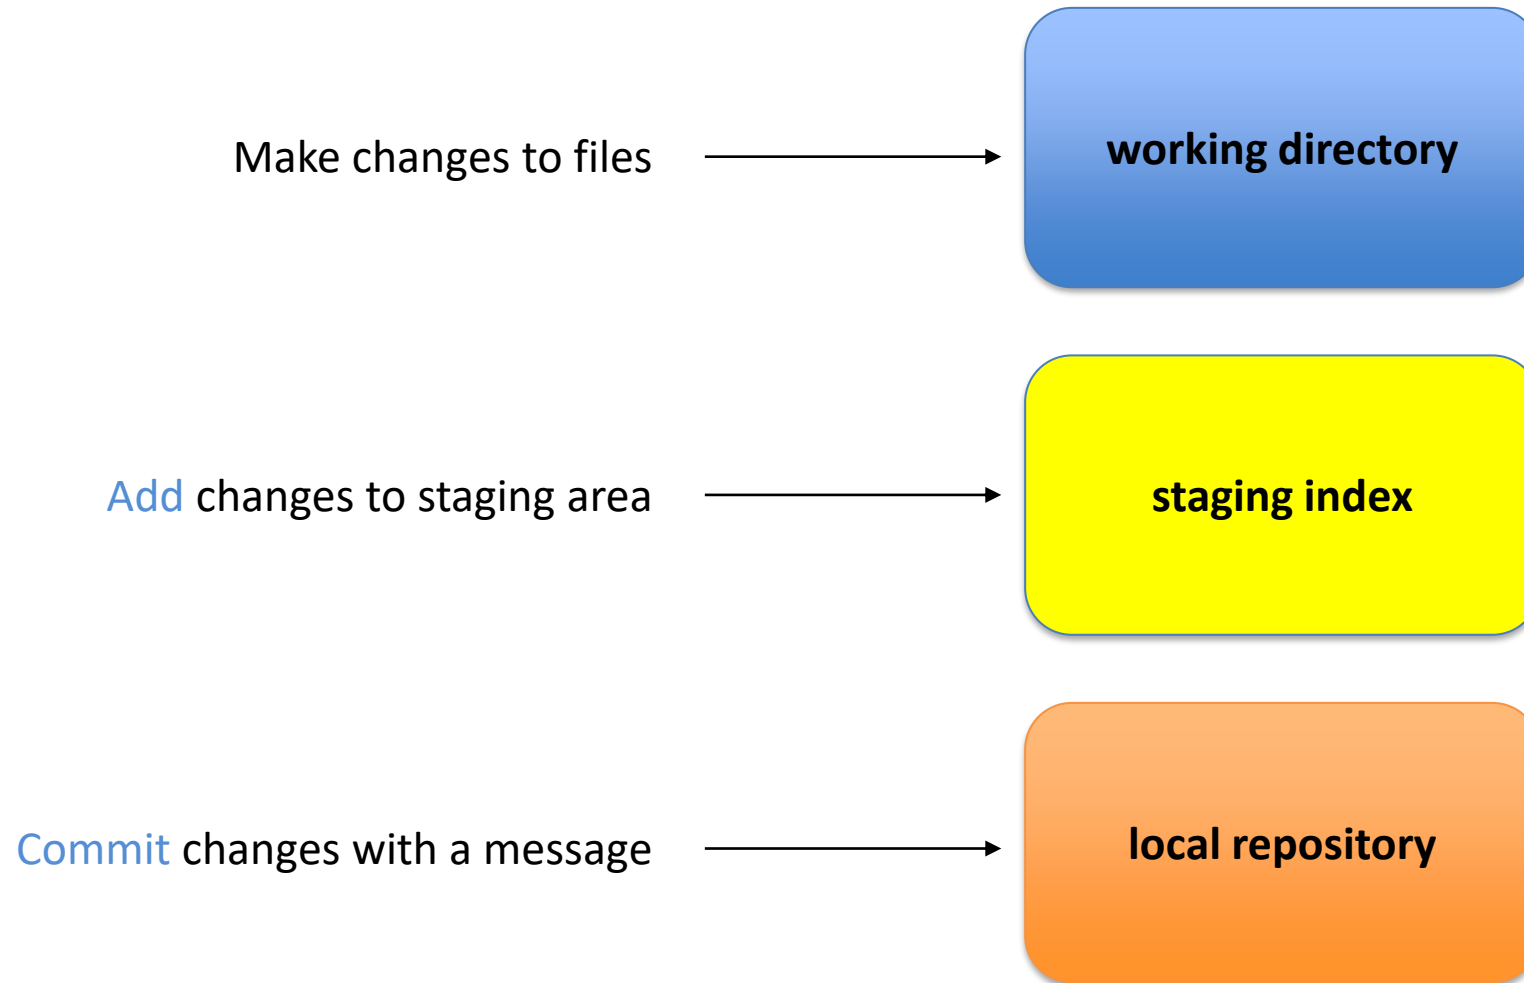 Make changes to files
working directory
Add changes to staging area
staging index
Commit changes with a message
local repository